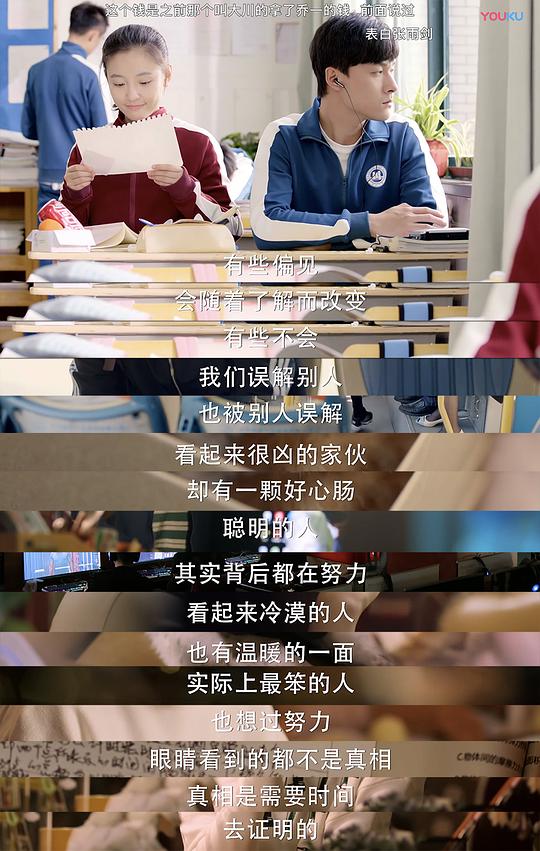 这个钱是之前那个叫大川的拿了乔一的钱 前面说过
YOUKU
表白张雨剑
有些偏见
会随着了解而改变
有些不会
我们误解别人
也被别人误解
看起来很凶的家伙
却有一颗好心肠
聪明的人
其实背后都在努力
看起来冷漠的人
也有温暖的一面
实际上最笨的人
也想过努力
眼睛看到的都不是真相
真相是需要时间
去证明的